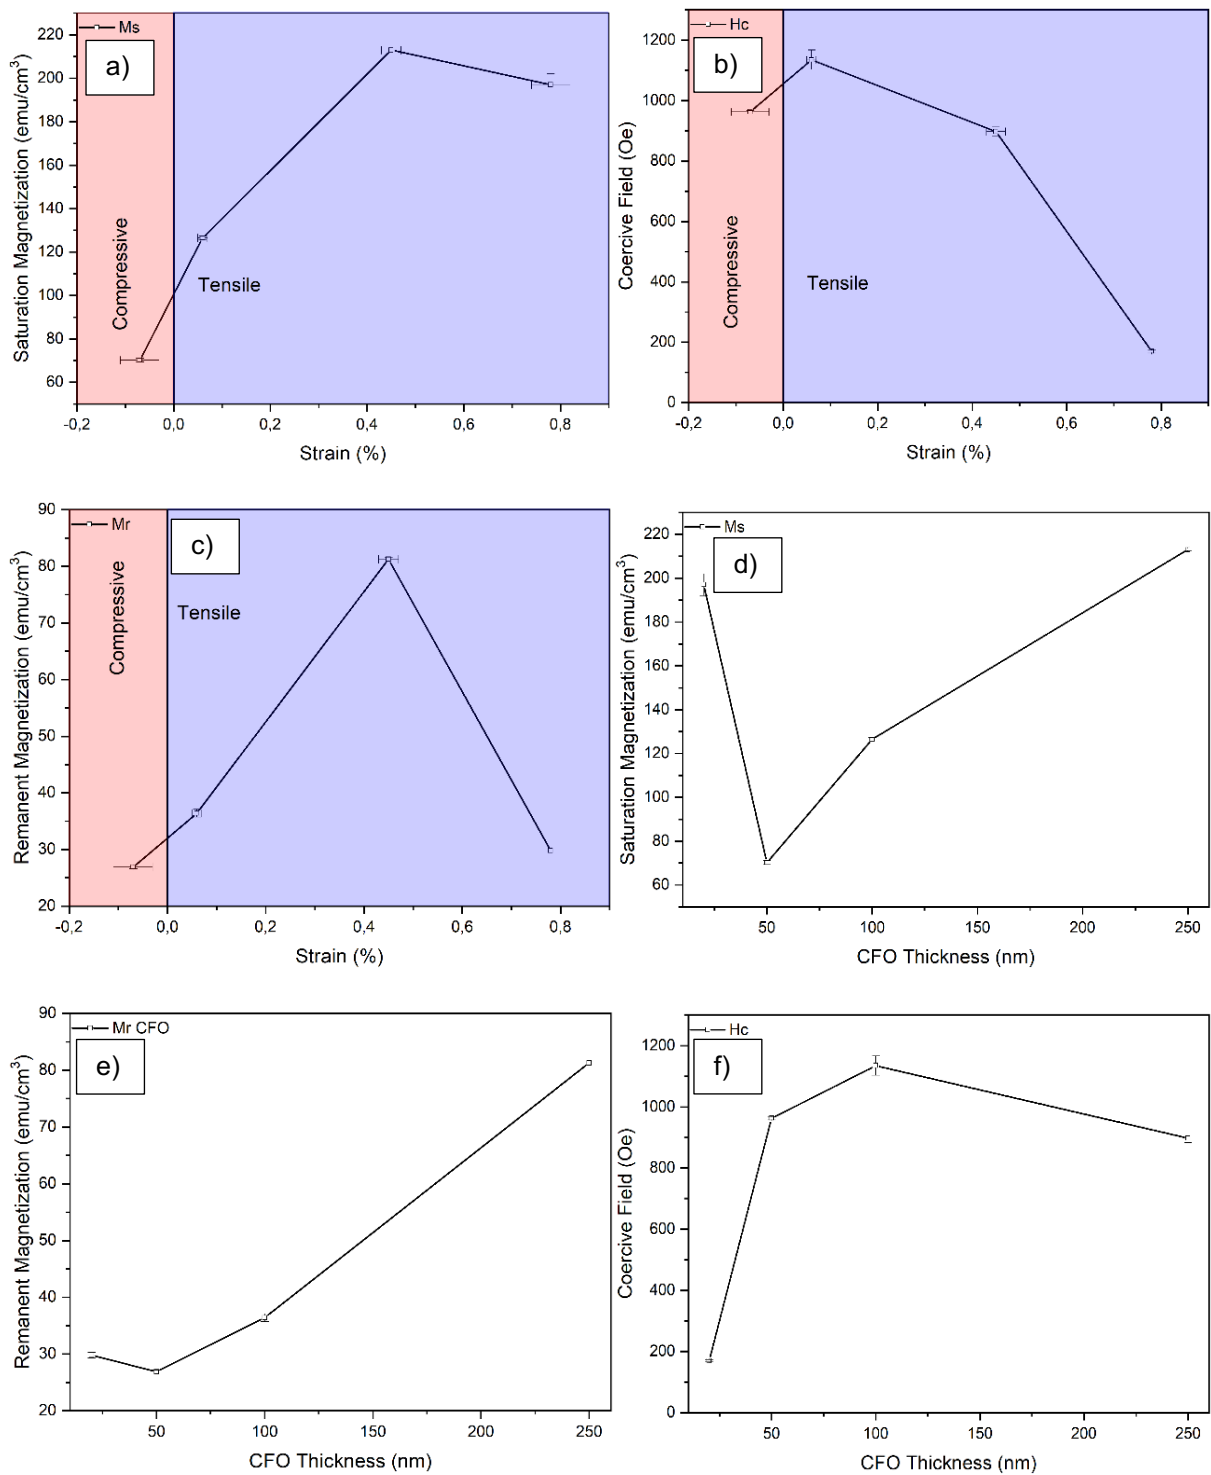 Ms
a)
Saturation Magnetization (emu/cm³)
220
200
180
160
140
120
100
80
60
Compressive
Tensile
-0,2
0,0
0,2
0,4
0,6
0,8
Strain (%)
Hc
b)
Coercive Field (Oe)
1200
1000
800
600
400
200
0
Compressive
Tensile
-0,2
0,0
0,2
0,4
0,6
0,8
Strain (%)
Mr
c)
Remanent Magnetization (emu/cm³)
90
80
70
60
50
40
30
20
Compressive
Tensile
-0,2
0,0
0,2
0,4
0,6
0,8
Strain (%)
Ms
d)
Saturation Magnetization (emu/cm³)
220
200
180
160
140
120
100
80
60
50
100
150
200
250
CFO Thickness (nm)
Mr CFO
e)
Remanent Magnetization (emu/cm³)
90
80
70
60
50
40
30
20
50
100
150
200
250
CFO Thickness (nm)
Hc
f)
Coercive Field (Oe)
1200
1000
800
600
400
200
0
50
100
150
200
250
CFO Thickness (nm)